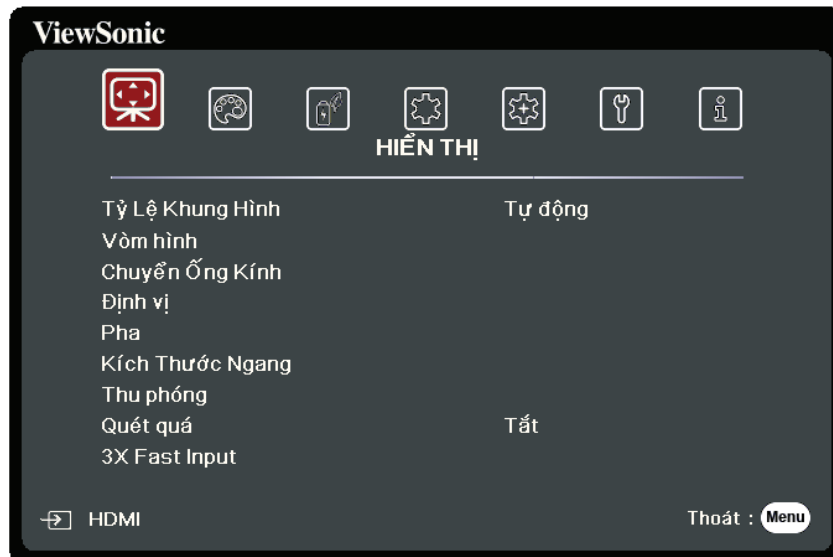 ViewSonic
HIỂN THỊ
Tỷ Lệ Khung Hình Tự động
Vòm hình
Chuyển Ống Kính
Định vị
Pha
Kích Thước Ngang
Thu phóng
Quét quá Tắt
3X Fast Input
HDMI Thoát : Menu